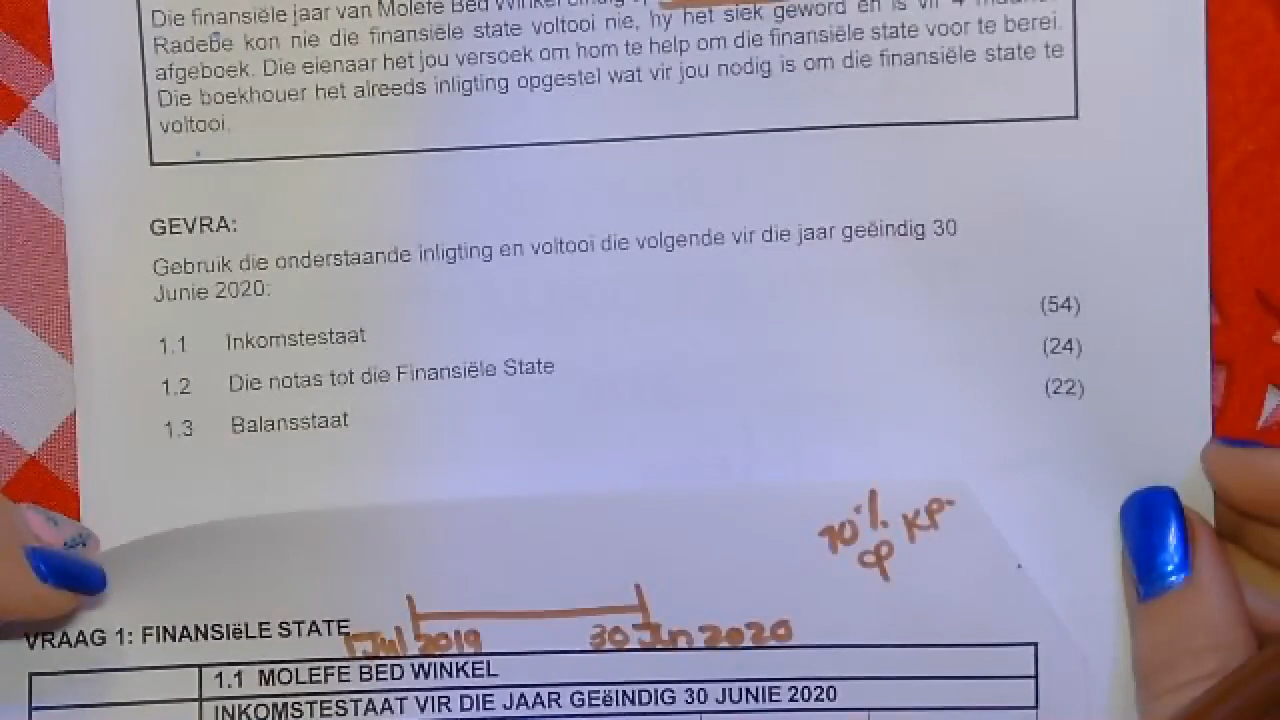 Die finansiële jaar van Molefe Bed Winkel
Radebe kon nie die finansiële state voltooi nie, hy het siek geword en is vir 4
afgeboek. Die eienaar het jou versoek om hom te help om die finansiële state voor te berei.
Die boekhouer het alreeds inligting opgestel wat vir jou nodig is om die finansiële state te
voltooi.
GEVRA:
Gebruik die onderstaande inligting en voltooi die volgende vir die jaar geëindig 30
Junie 2020:
1.1 Inkomstestaat (54)
1.2 Die notas tot die Finansiële State (24)
1.3 Balansstaat (22)
70% op KP
VRAAG 1: FINANSIëLE STATE
1 Jul 2019 30 Jun 2020
1.1 MOLEFE BED WINKEL
INKOMSTESTAAT VIR DIE JAAR GEëINDIG 30 JUNIE 2020